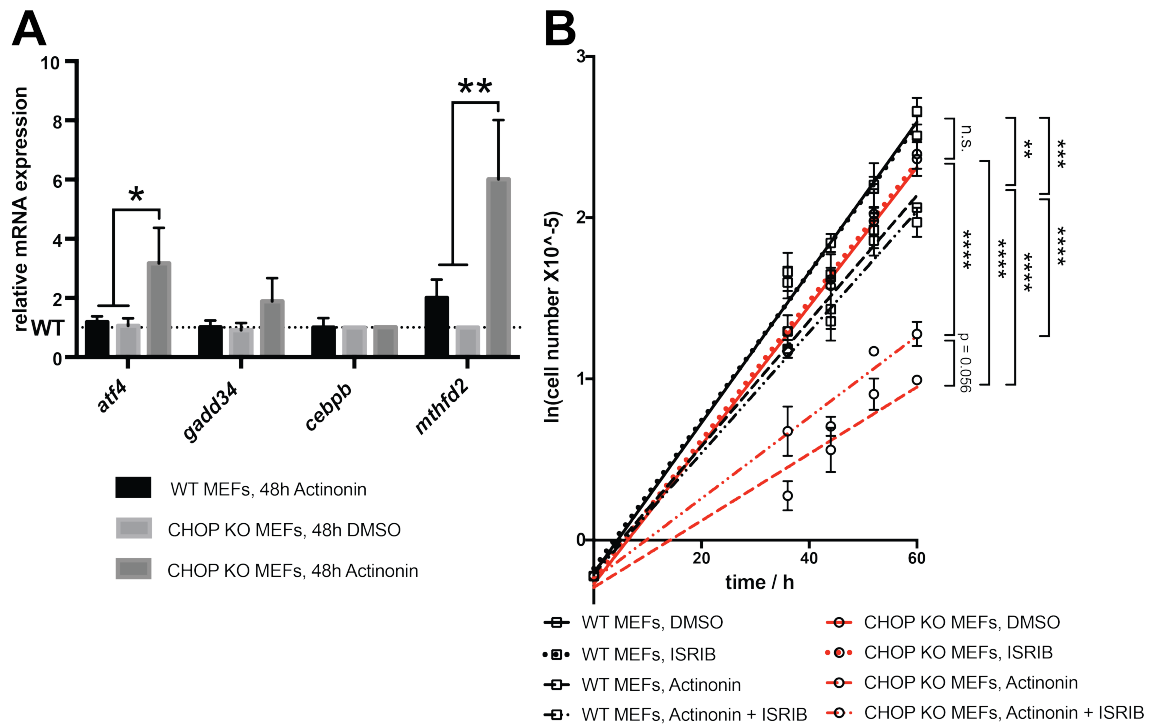 A
relative mRNA expression
10
8
6
4
2
0
WT
*
**
atf4
gadd34
cebpb
mthfd2
WT MEFs, 48h Actinonin
CHOP KO MEFs, 48h DMSO
CHOP KO MEFs, 48h Actinonin
B
ln(cell number X10^-5)
3
2
1
0
20
40
60
time / h
n.s.
****
p = 0.056
****
**
****
****
****
WT MEFs, DMSO
WT MEFs, ISRIB
WT MEFs, Actinonin
WT MEFs, Actinonin + ISRIB
CHOP KO MEFs, DMSO
CHOP KO MEFs, ISRIB
CHOP KO MEFs, Actinonin
CHOP KO MEFs, Actinonin + ISRIB